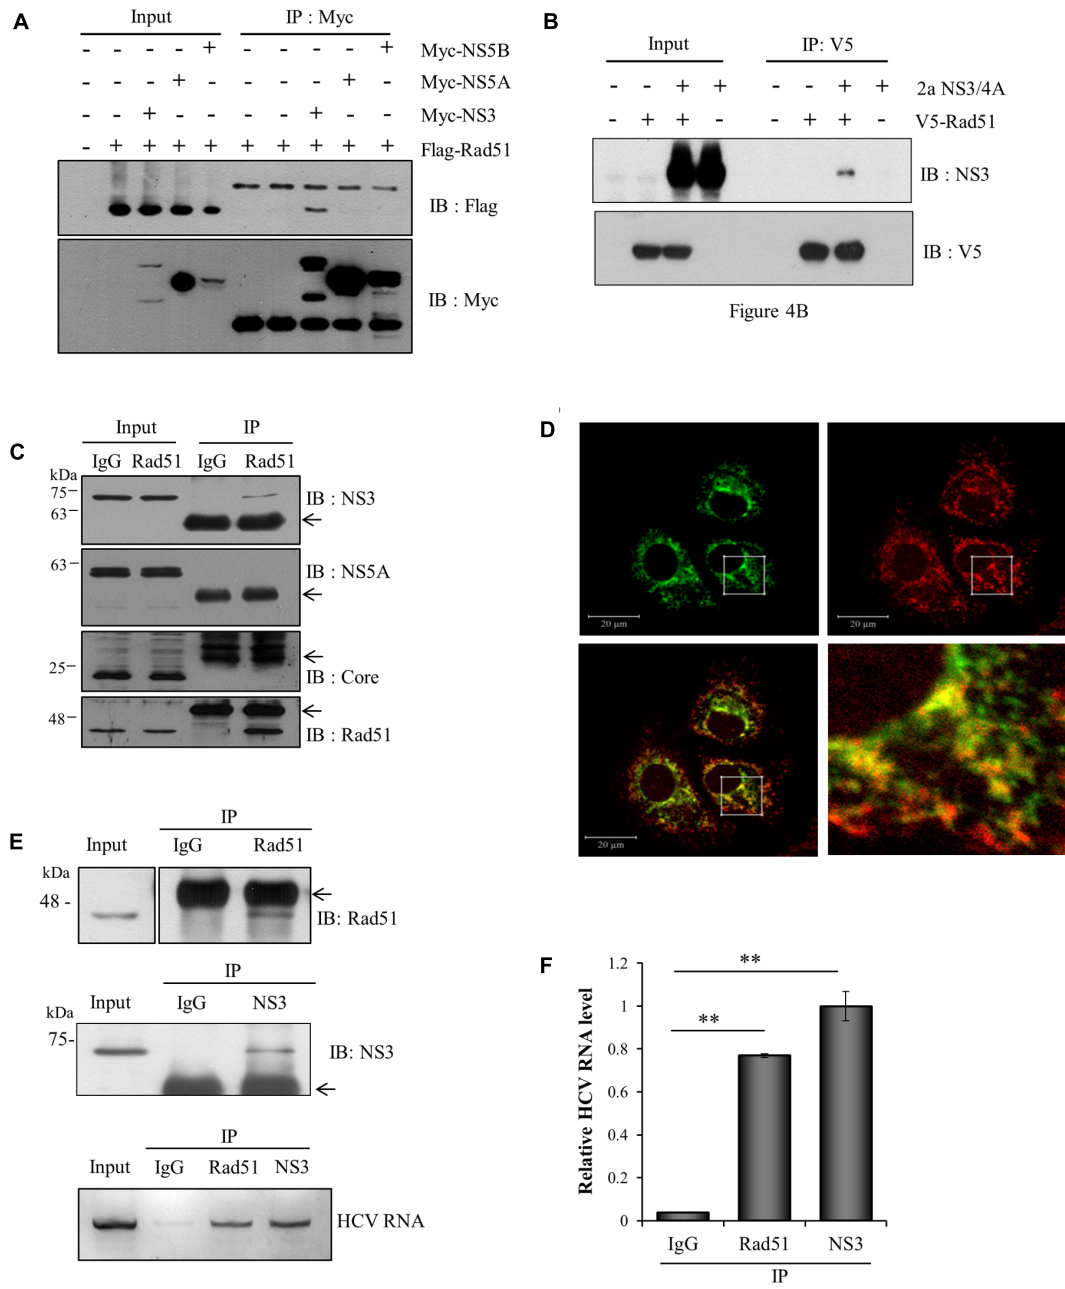 A
Input IP : Myc
- - - - + - - - - + Myc-NS5B
- - - + - - - - + - Myc-NS5A
- - + - - - - + - - Myc-NS3
- + + + + + + + + + Flag-Rad51
IB : Flag
IB : Myc
B
Input IP: V5
- - + + - - + + 2a NS3/4A
- + + - - + + - V5-Rad51
IB : NS3
IB : V5
Figure 4B
C
Input IP
IgG Rad51 IgG Rad51
kDa
75
63
IB : NS3
63
IB : NS5A
25
IB : Core
48
IB : Rad51
D
20 µm
20 µm
20 µm
E
IP
Input IgG Rad51
kDa
48 -
IB: Rad51
IP
Input IgG NS3
kDa
75-
IB: NS3
IP
Input IgG Rad51 NS3
HCV RNA
F
Relative HCV RNA level
1.2
1
0.8
0.6
0.4
0.2
0
**
**
IgG Rad51 NS3
IP